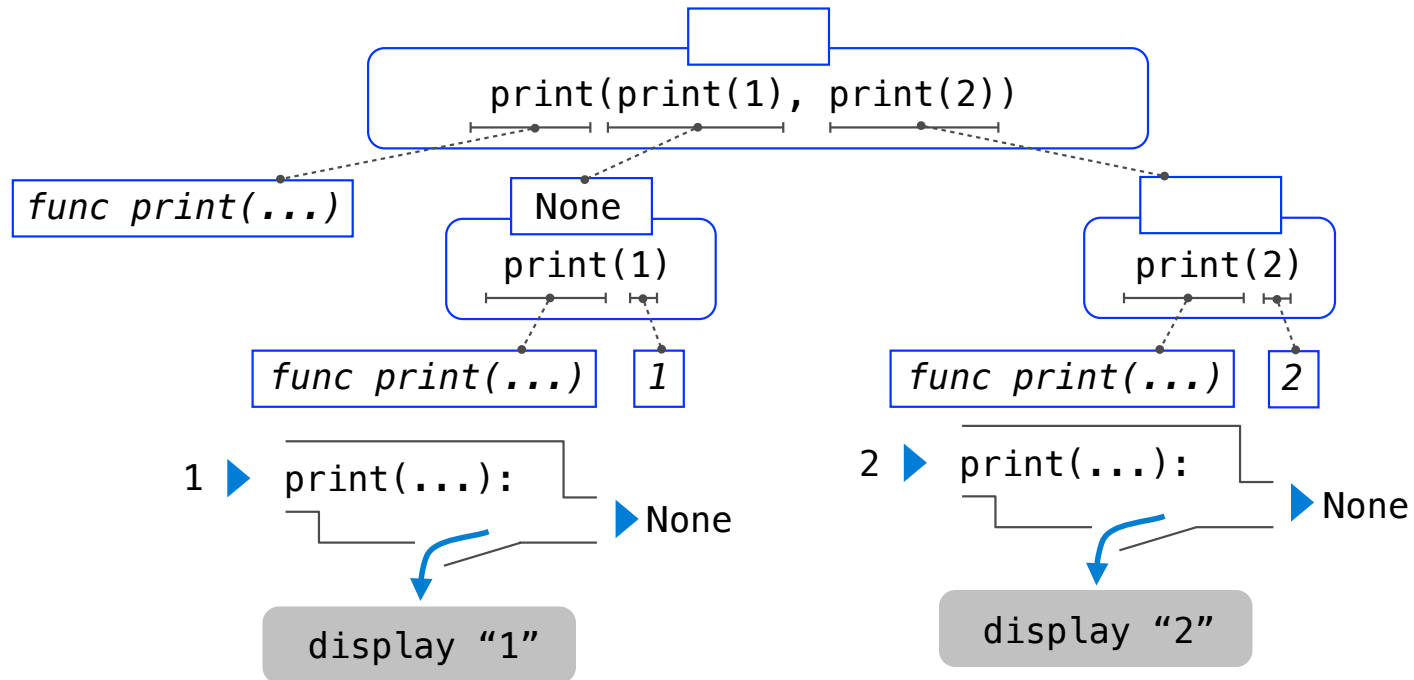 print(print(1), print(2))
func print(...)
None
print(1)
print(2)
func print(...)
1
func print(...)
2
1
print(...):
None
2
print(...):
None
display “1”
display “2”